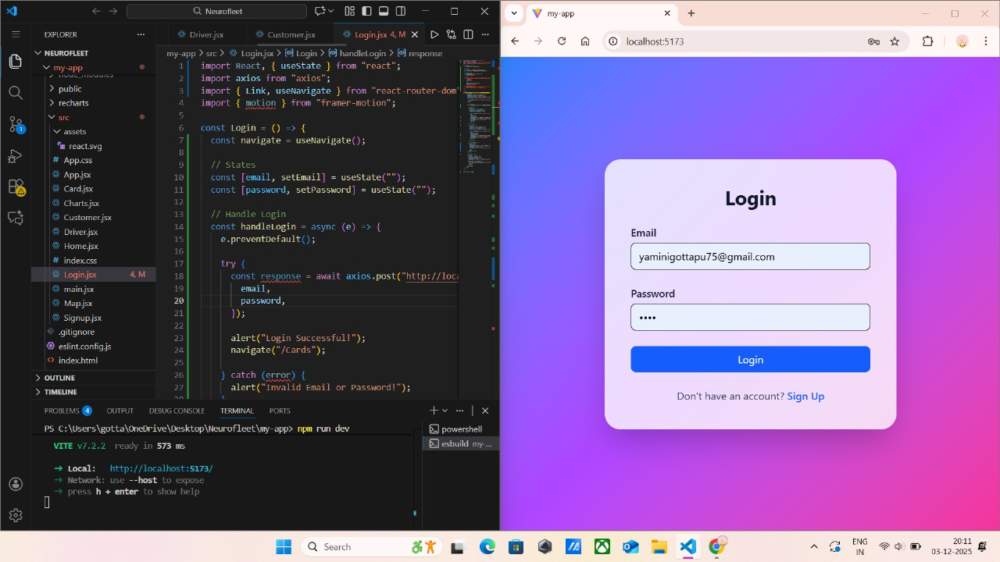 Neurofleet
EXPLORER
NEUROFLEET
my-app
node_modules
public
recharts
src
assets
react.svg
App.css
App.jsx
Card.jsx
Charts.jsx
Customer.jsx
Driver.jsx
Home.jsx
index.css
Login.jsx 4, M
main.jsx
Map.jsx
Signup.jsx
.gitignore
eslint.config.js
index.html
OUTLINE
TIMELINE
Driver.jsx Customer.jsx Login.jsx 4, M
my-app > src > Login.jsx > Login > handleLogin > response
1 import React, { useState } from "react";
2 import axios from "axios";
3 import { Link, useNavigate } from "react-router-dom
4 import { motion } from "framer-motion";
5
6 const Login = () => {
7 const navigate = useNavigate();
8
9 // States
10 const [email, setEmail] = useState("");
11 const [password, setPassword] = useState("");
12
13 // Handle Login
14 const handleLogin = async (e) => {
15 e.preventDefault();
16
17 try {
18 const response = await axios.post("http://loca
19 email,
20 password,
21 });
22
23 alert("Login Successful!");
24 navigate("/Cards");
25
26 } catch (error) {
27 alert("Invalid Email or Password!");
PROBLEMS 4 OUTPUT DEBUG CONSOLE TERMINAL PORTS
PS C:\Users\gotta\OneDrive\Desktop\Neurofleet\my-app> npm run dev
VITE v7.2.2 ready in 573 ms
➜ Local: http://localhost:5173/
➜ Network: use --host to expose
➜ press h + enter to show help
powershell
esbuild my-...
1
my-app
localhost:5173
Login
Email
yaminigottapu75@gmail.com
Password
••••
Login
Don't have an account? Sign Up
Search
ENG
IN
20:11
03-12-2025